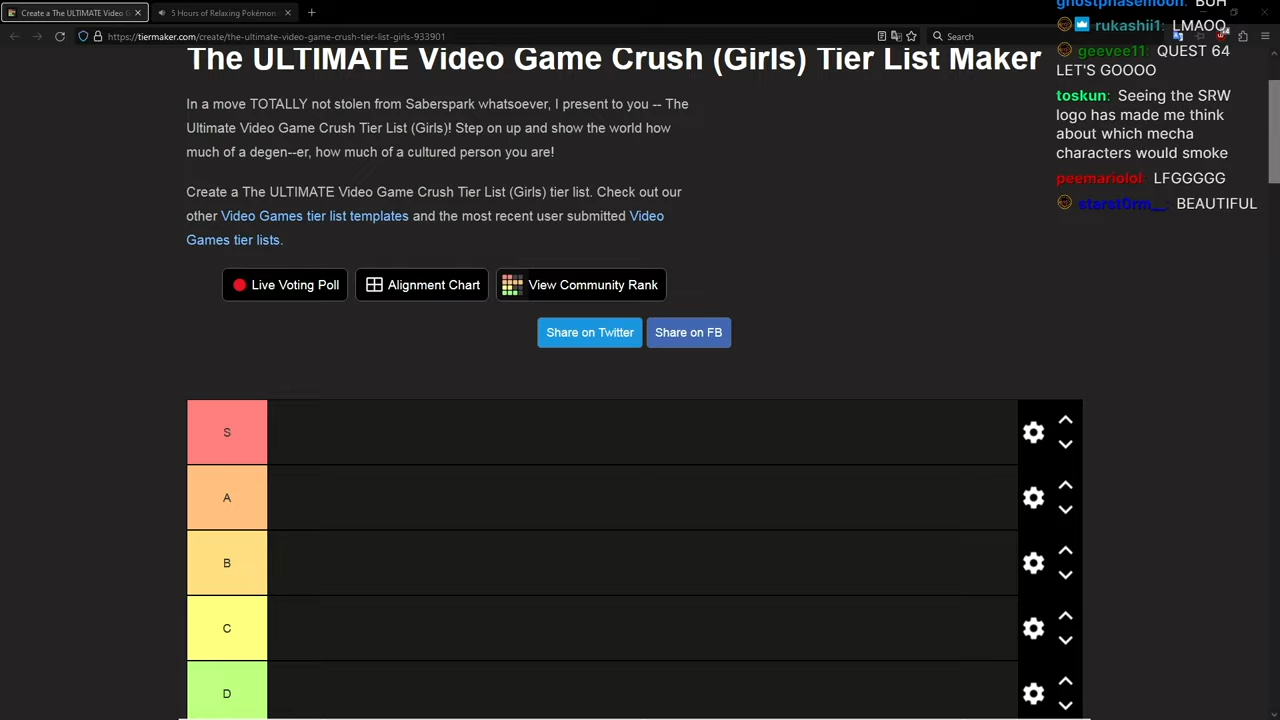 Create a The ULTIMATE Video G
5 Hours of Relaxing Pokémon
https://tiermaker.com/create/the-ultimate-video-game-crush-tier-list-girls-933901
Search
The ULTIMATE Video Game Crush (Girls) Tier List Maker
In a move TOTALLY not stolen from Saberspark whatsoever, I present to you -- The
Ultimate Video Game Crush Tier List (Girls)! Step on up and show the world how
much of a degen--er, how much of a cultured person you are!
Create a The ULTIMATE Video Game Crush Tier List (Girls) tier list. Check out our
other Video Games tier list templates and the most recent user submitted Video
Games tier lists.
Live Voting Poll
Alignment Chart
View Community Rank
Share on Twitter
Share on FB
S
A
B
C
D
ghostphasemoon: BUH
rukashii1: LMAOO
geevee11: QUEST 64
LET'S GOOOO
toskun: Seeing the SRW
logo has made me think
about which mecha
characters would smoke
peemariolol: LFGGGGG
starst0rm__: BEAUTIFUL